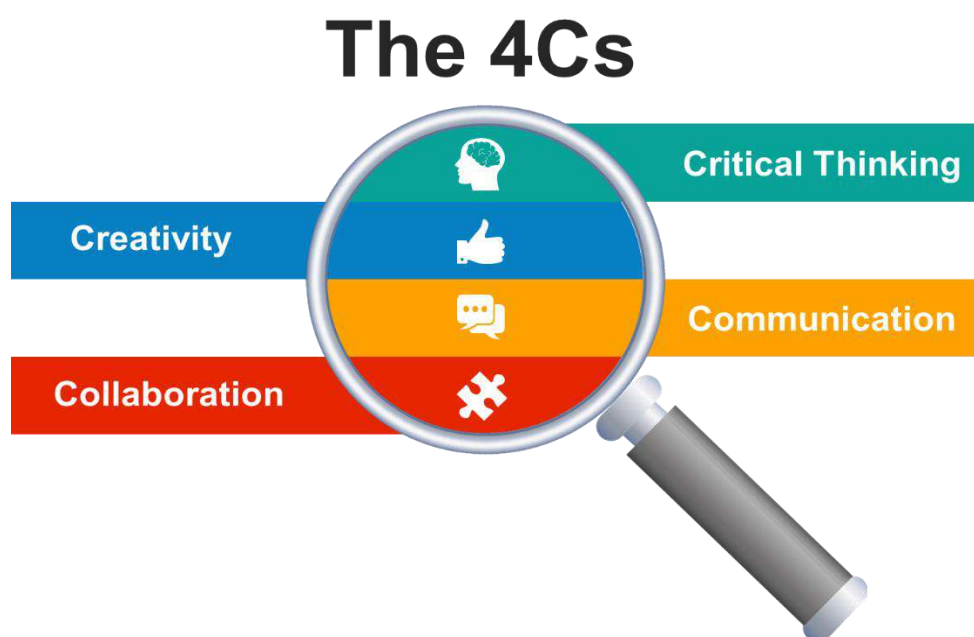 The 4Cs
Critical Thinking
Creativity
Communication
Collaboration